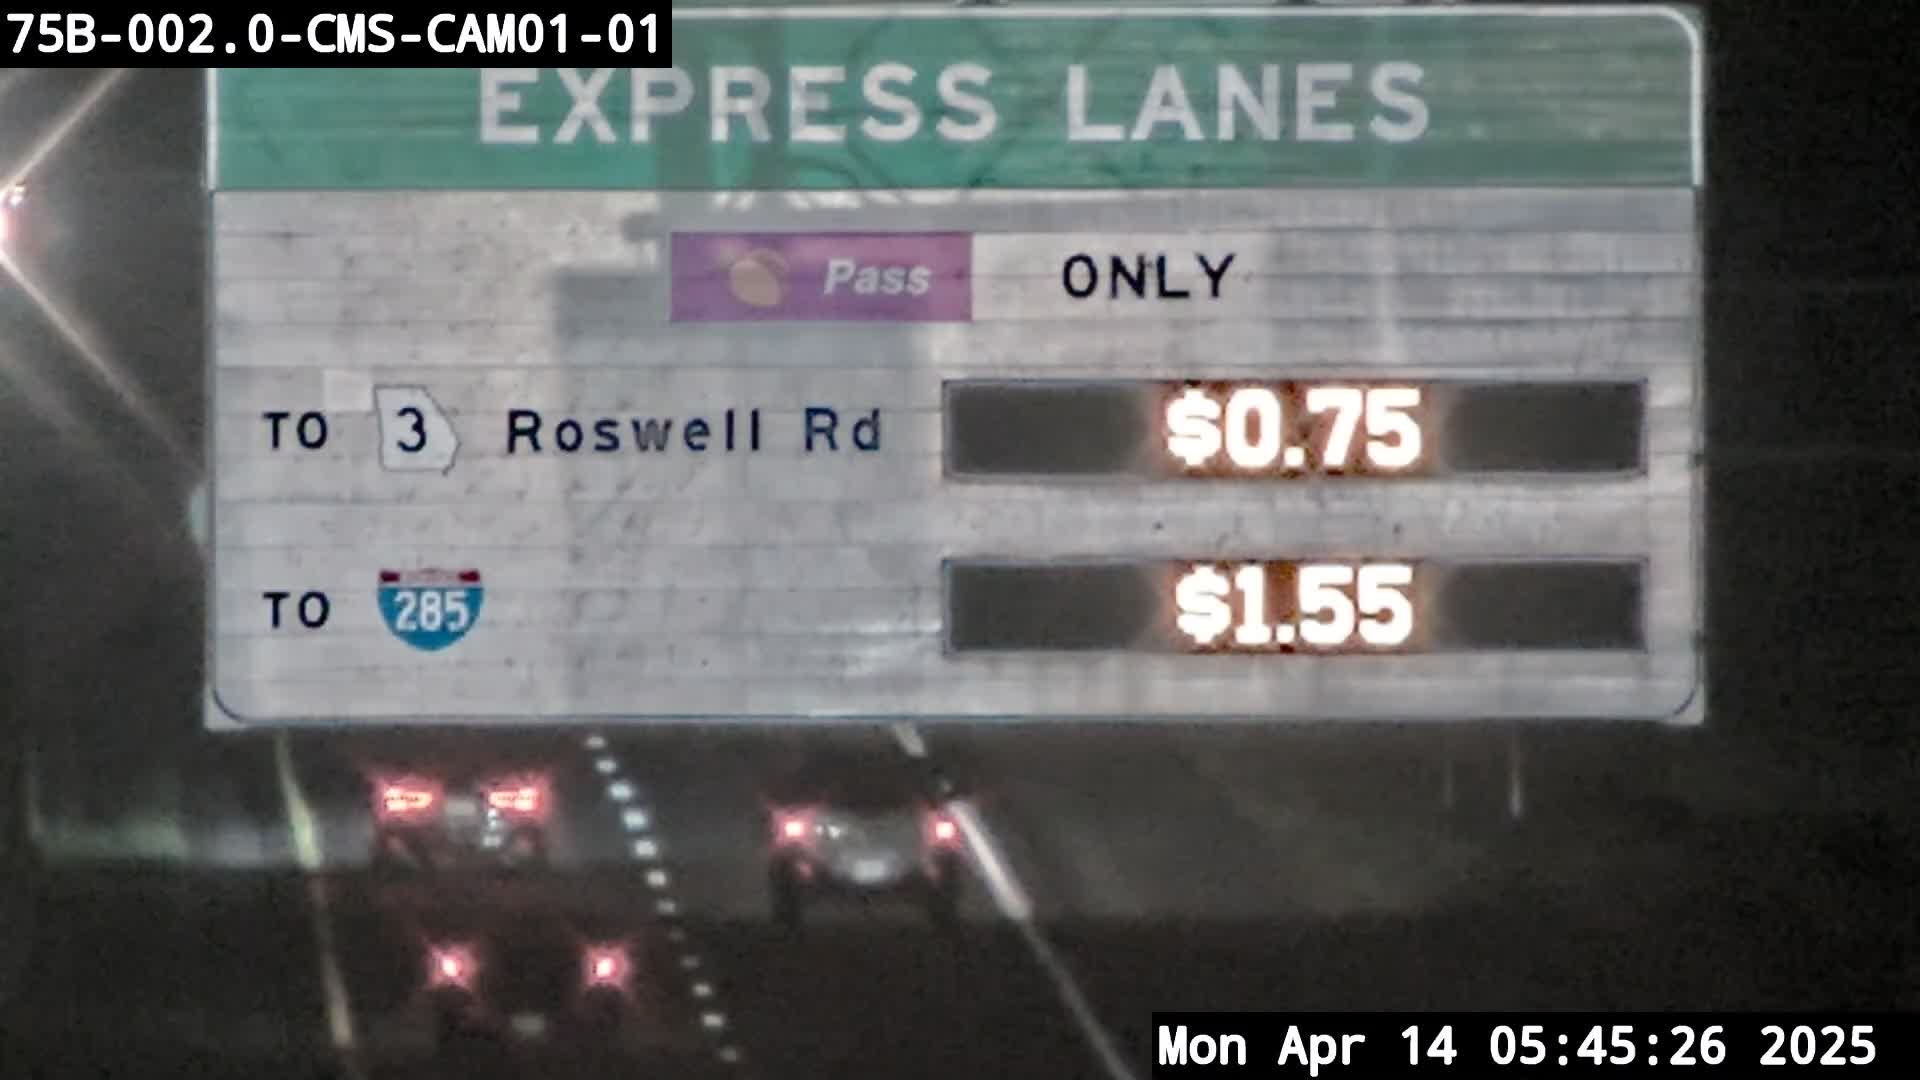 75B-002.0-CMS-CAM01-01
EXPRESS LANES
Pass ONLY
TO 3 Roswell Rd $0.75
TO 285 $1.55
Mon Apr 14 05:45:26 2025